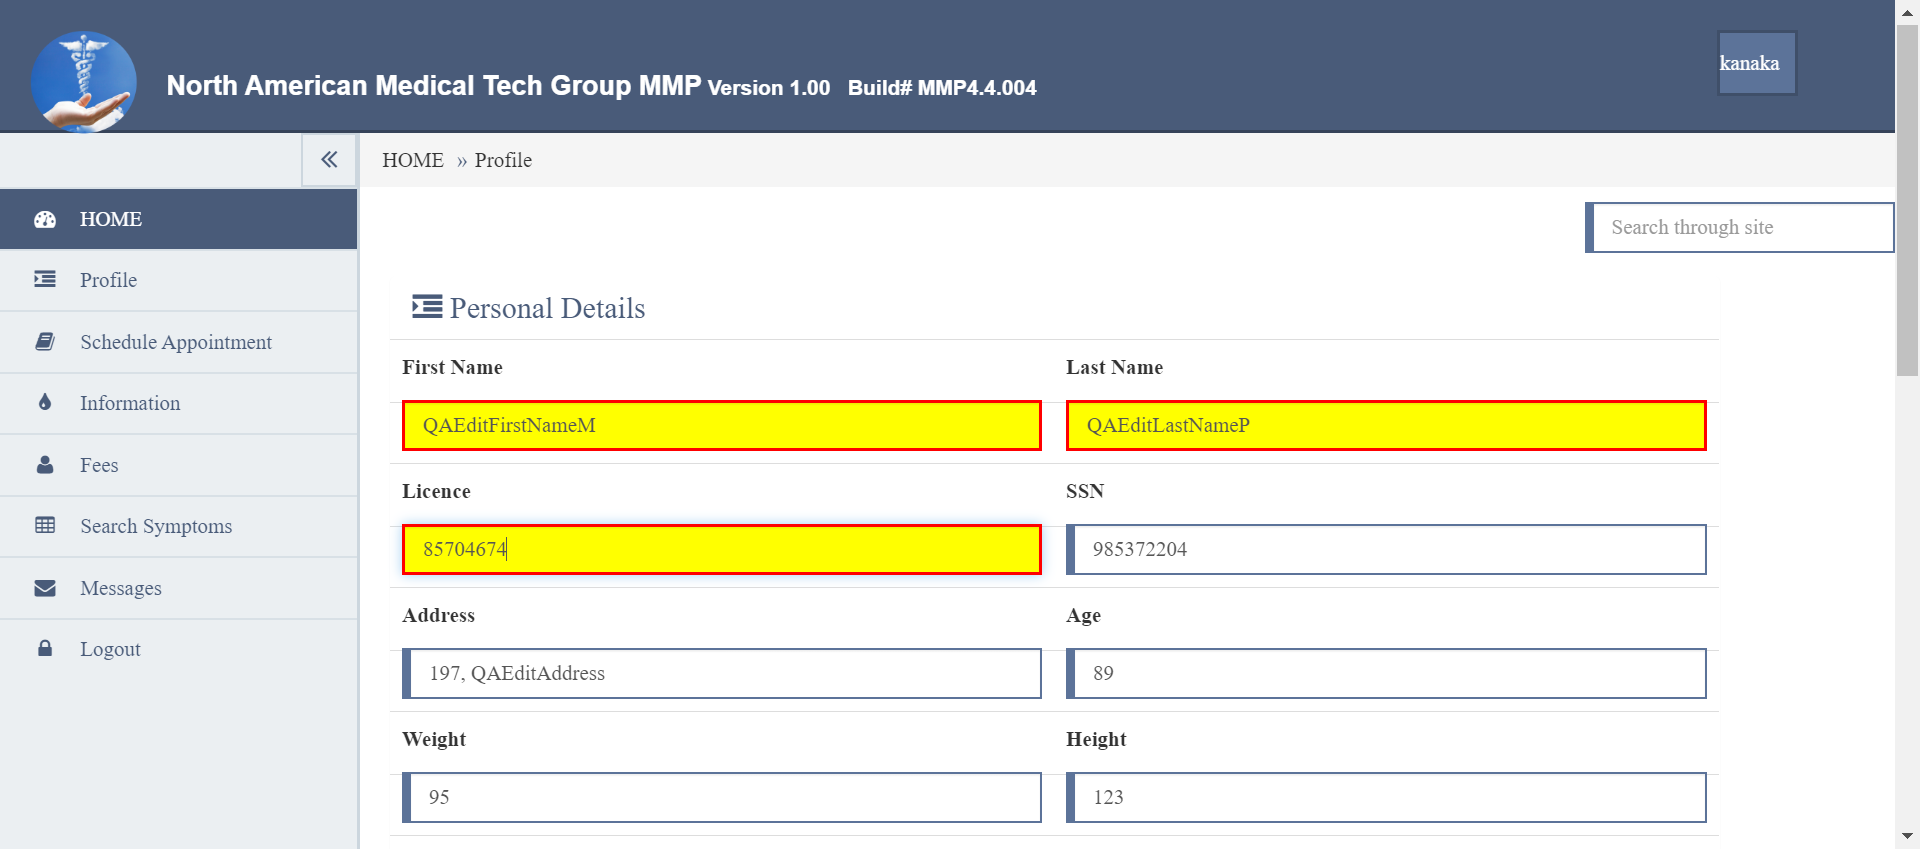 North American Medical Tech Group MMP Version 1.00 Build# MMP4.4.004
kanaka
HOME » Profile
HOME
Profile
Schedule Appointment
Information
Fees
Search Symptoms
Messages
Logout
Search through site
Personal Details
First Name
Last Name
QAEditFirstNameM
QAEditLastNameP
Licence
SSN
85704674
985372204
Address
Age
197, QAEditAddress
89
Weight
Height
95
123